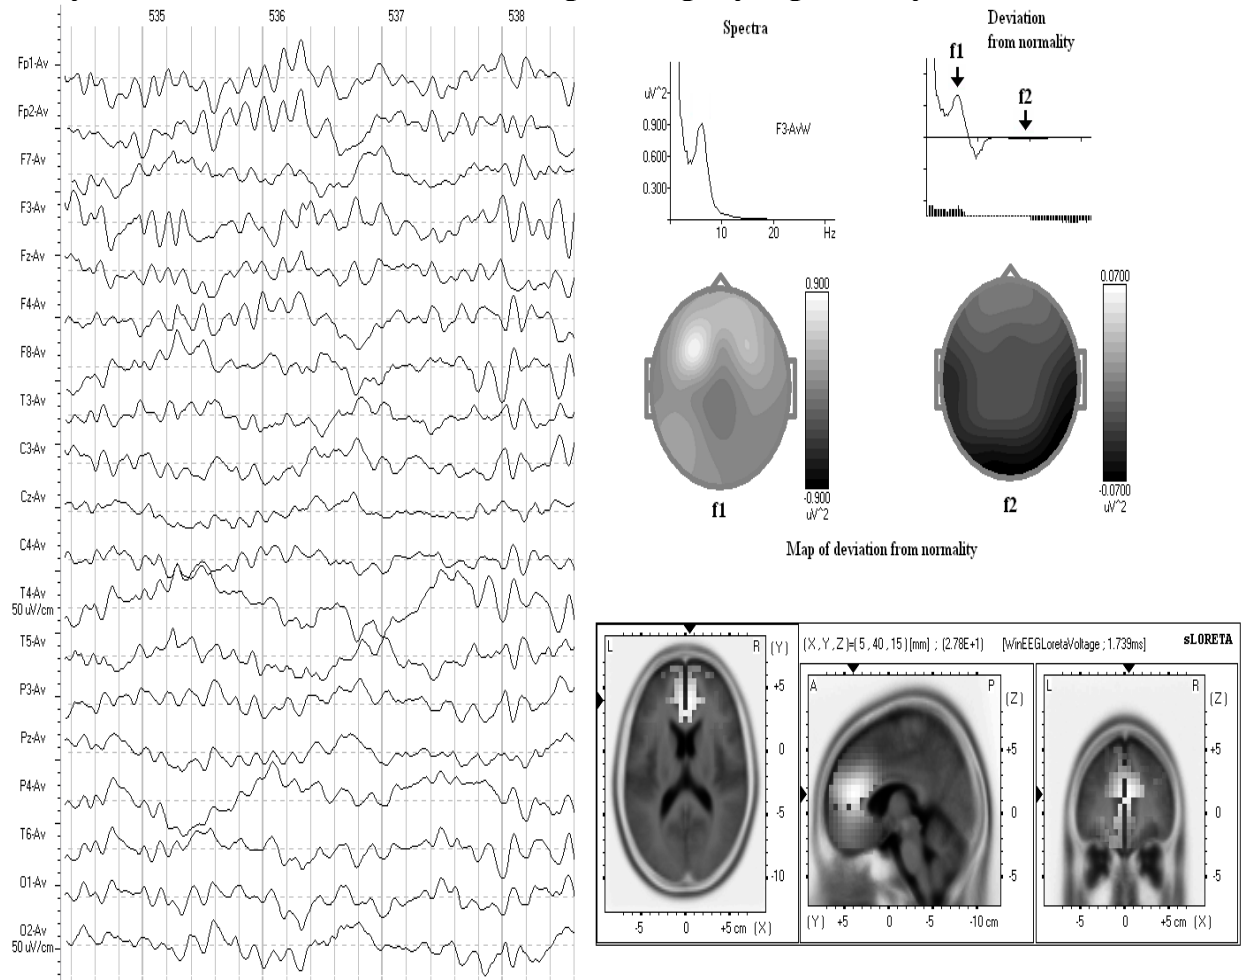 535 536 537 538
Fp1-Av
Fp2-Av
F7-Av
F3-Av
Fz-Av
F4-Av
F8-Av
T3-Av
C3-Av
Cz-Av
C4-Av
T4-Av
50 uV/cm
T5-Av
P3-Av
Pz-Av
P4-Av
T6-Av
O1-Av
O2-Av
50 uV/cm
Spectra
uV^2
0.900
0.600
0.300
F3-AvW
10 20 Hz
Deviation
from normality
f1
f2
0.900
-0.900
uV^2
f1
0.0700
-0.0700
uV^2
f2
Map of deviation from normality
(X , Y , Z )=( 5 , 40 , 15 ) [mm] ; (2.78E+1) [WinEEGLoretaVoltage ; 1.739ms] sLORETA
L R (Y)
+5
0
-5
-10
-5 0 +5 cm (X)
A P (Z)
+5
0
-5
(Y) +5 0 -5 -10 cm
L R (Z)
+5
0
-5
-5 0 +5 cm (X)